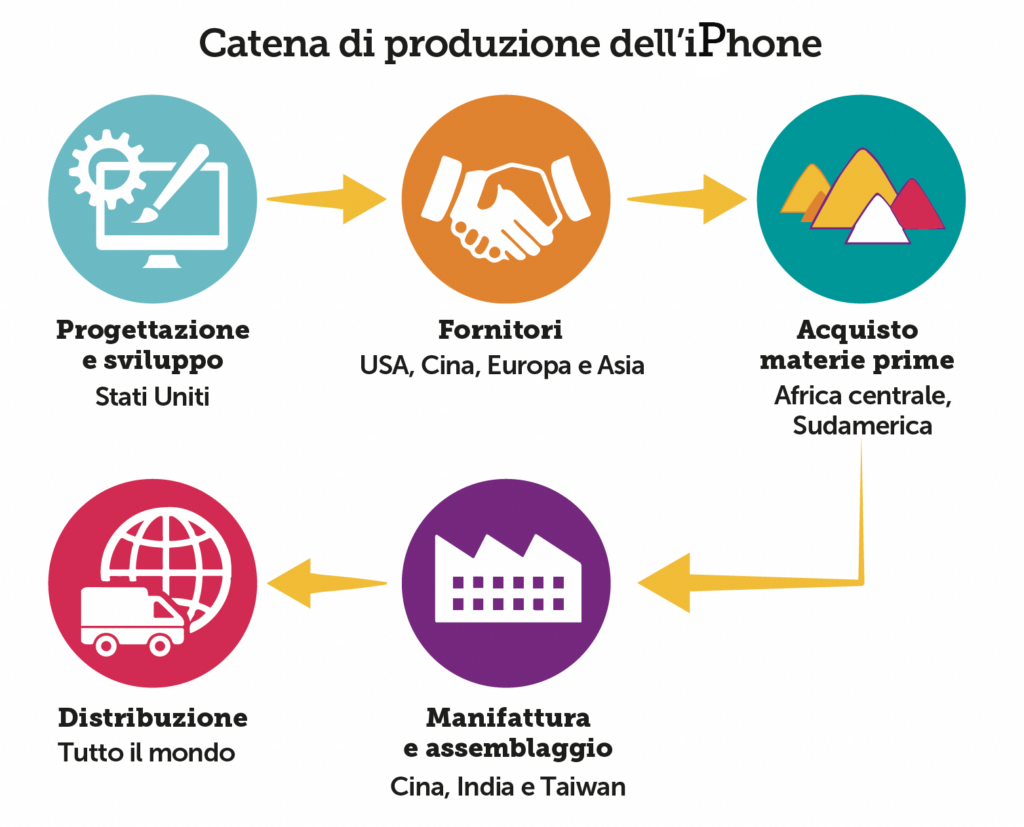 Catena di produzione dell'iPhone
Progettazione
e sviluppo
Stati Uniti
Fornitori
USA, Cina, Europa e Asia
Acquisto
materie prime
Africa centrale,
Sudamerica
Distribuzione
Tutto il mondo
Manifattura
e assemblaggio
Cina, India e Taiwan